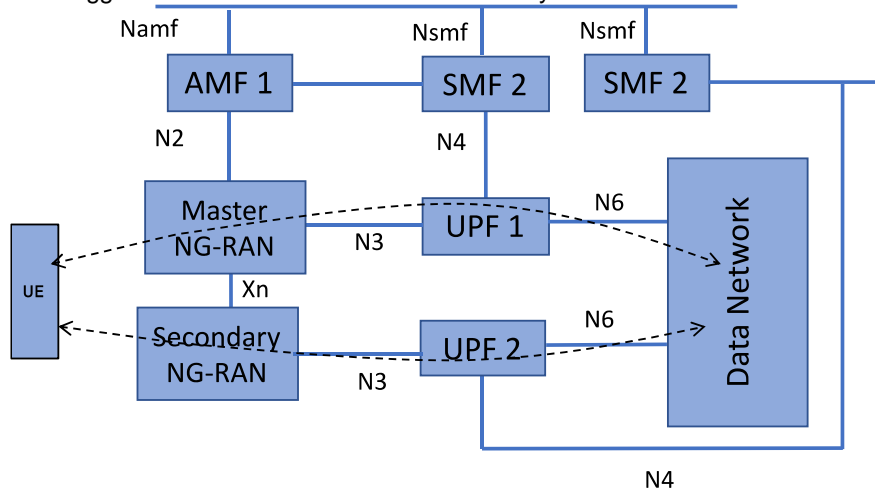 Namf
Nsmf
Nsmf
AMF 1
SMF 2
SMF 2
N2
N4
Master
NG-RAN
UPF 1
N6
N3
UE
Data Network
Xn
Secondary
NG-RAN
UPF 2
N6
N3
N4